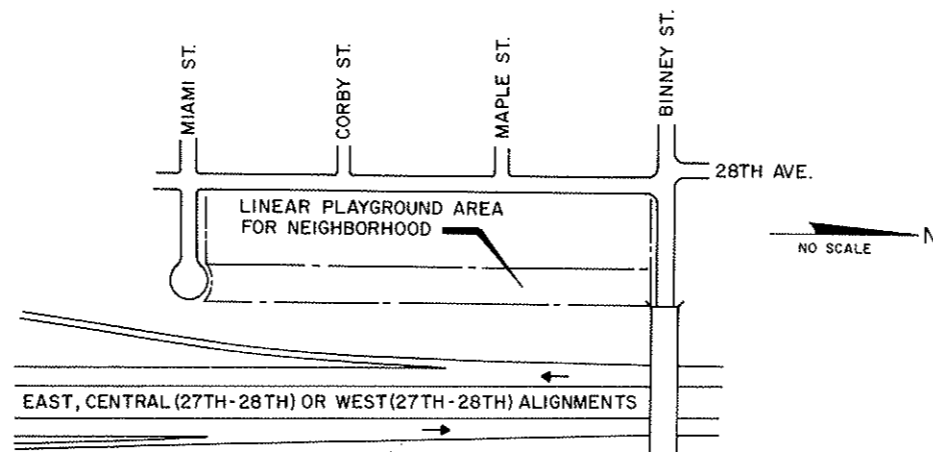 MIAMI ST.
CORBY ST.
MAPLE ST.
BINNEY ST.
28TH AVE.
LINEAR PLAYGROUND AREA
FOR NEIGHBORHOOD
N
NO SCALE
EAST, CENTRAL (27TH-28TH) OR WEST (27TH-28TH) ALIGNMENTS